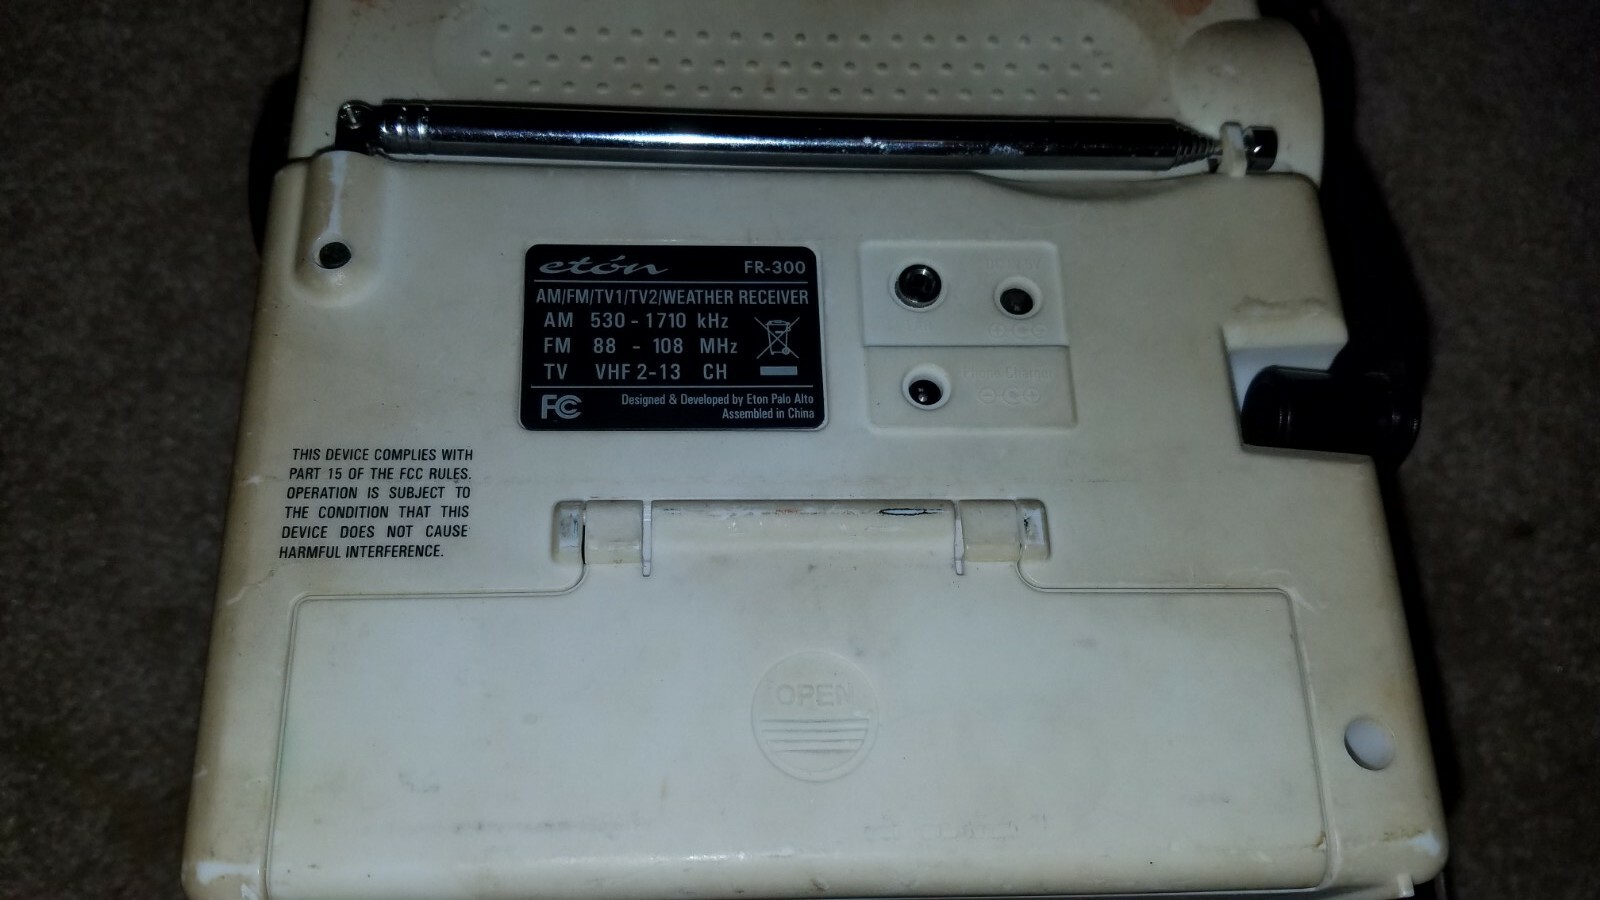 etón FR-300
AM/FM/TV1/TV2/WEATHER RECEIVER
AM 530 - 1710 kHz
FM 88 - 108 MHz
TV VHF 2-13 CH
FC Designed & Developed by Eton Palo Alto
Assembled in China
THIS DEVICE COMPLIES WITH
PART 15 OF THE FCC RULES.
OPERATION IS SUBJECT TO
THE CONDITION THAT THIS
DEVICE DOES NOT CAUSE
HARMFUL INTERFERENCE.
OPEN